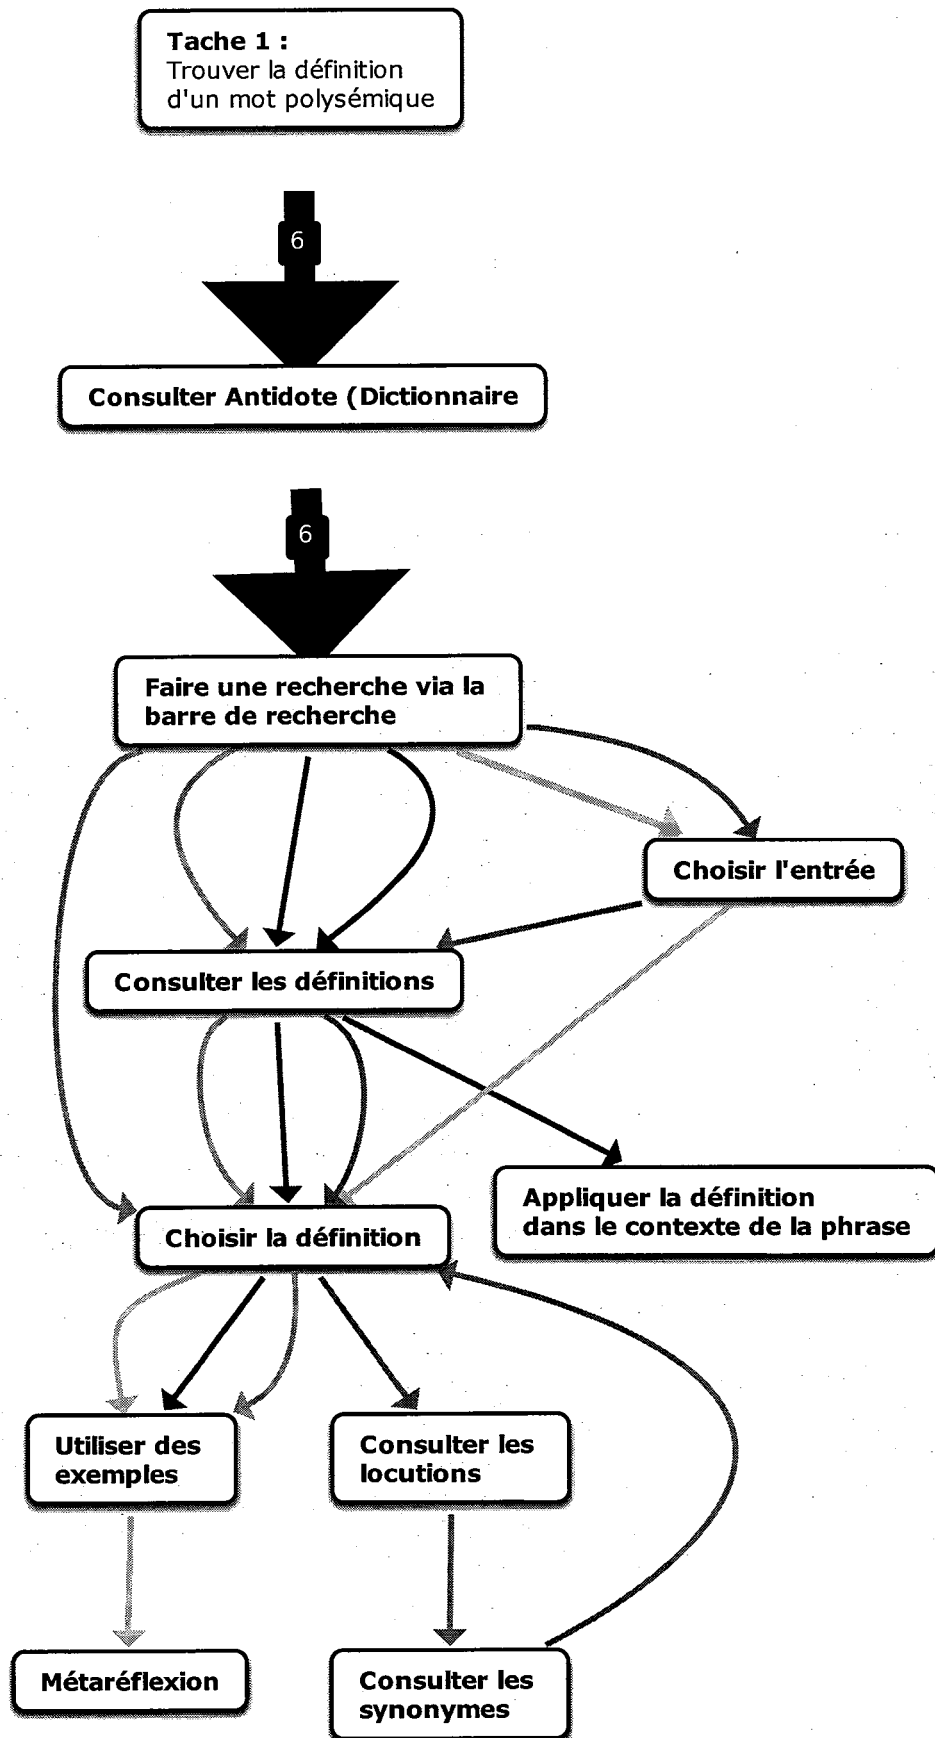 Tache 1 :
Trouver la définition
d'un mot polysémique
6
Consulter Antidote (Dictionnaire
6
Faire une recherche via la
barre de recherche
Choisir l'entrée
Consulter les définitions
Appliquer la définition
dans le contexte de la phrase
Choisir la définition
Utiliser des
exemples
Consulter les
locutions
Métaréflexion
Consulter les
synonymes